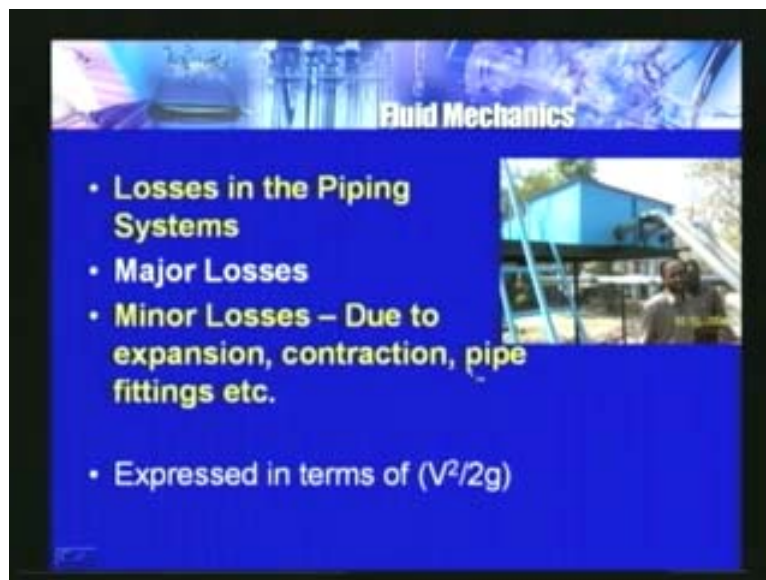 Fluid Mechanics
• Losses in the Piping
Systems
• Major Losses
• Minor Losses – Due to
expansion, contraction, pipe
fittings etc.
• Expressed in terms of (V²/2g)